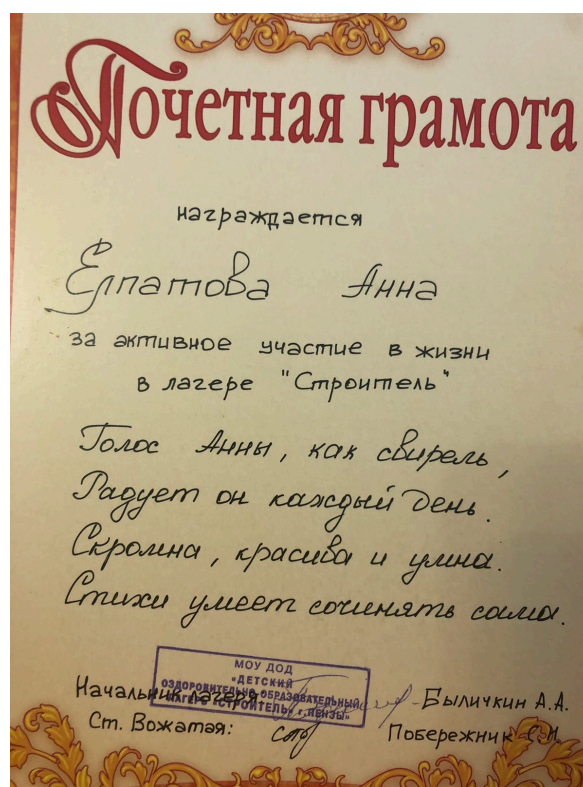 Почетная грамота
награждается
Елпатова Анна
за активное участие в жизни
в лагере "Строитель"
Голос Анны, как свирель,
Радует он каждый день.
Скромна, красива и умна.
Стихи умеет сочинять сама.
МОУ ДОД
«ДЕТСКИЙ
ОЗДОРОВИТЕЛЬНО-ОБРАЗОВАТЕЛЬНЫЙ
ЛАГЕРЬ «СТРОИТЕЛЬ» г. ПЕНЗЫ»
Начальник лагеря - Быличкин А.А.
Ст. Вожатая: Побережник С.Н.